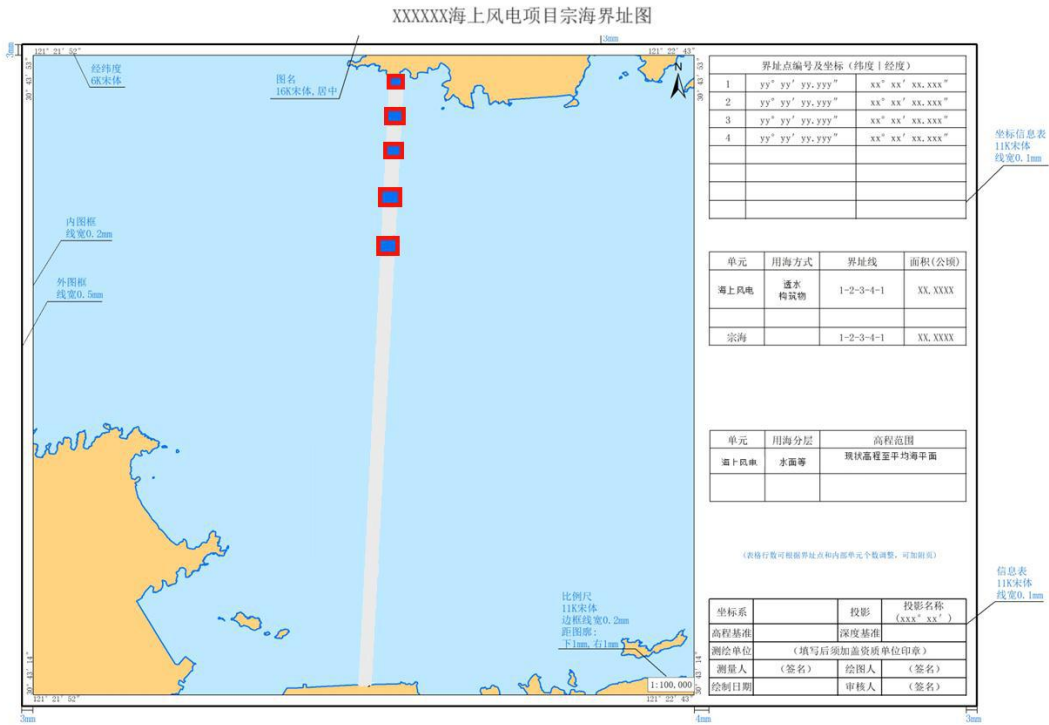 XXXXXX海上风电项目宗海界址图
3mm
3mm
121° 21′ 52″
121° 22′ 43″
30° 43′ 53″
30° 43′ 53″
经纬度
6K宋体
图名
16K宋体,居中
N
界址点编号及坐标（纬度 | 经度）
1 yy° yy′ yy.yyy″ xx° xx′ xx.xxx″
2 yy° yy′ yy.yyy″ xx° xx′ xx.xxx″
3 yy° yy′ yy.yyy″ xx° xx′ xx.xxx″
4 yy° yy′ yy.yyy″ xx° xx′ xx.xxx″
坐标信息表
11K宋体
线宽0.1mm
内图框
线宽0.2mm
外图框
线宽0.5mm
单元 用海方式 界址线 面积(公顷)
海上风电 透水构筑物 1-2-3-4-1 XX.XXXX
宗海 1-2-3-4-1 XX.XXXX
单元 用海分层 高程范围
海上风电 水面等 现状高程至平均海平面
（表格行数可根据界址点和内部单元个数调整，可加附页）
信息表
11K宋体
线宽0.1mm
比例尺
11K宋体
边框线宽0.2mm
距图廓:
下1mm,右1mm
坐标系 投影 投影名称
(xxx° xx′)
高程基准 深度基准
测绘单位 (填写后须加盖资质单位印章)
测量人 (签名) 绘图人 (签名)
绘制日期 审核人 (签名)
30° 43′ 14″
30° 43′ 14″
1:100,000
121° 21′ 52″
121° 22′ 43″
3mm
4mm
3mm